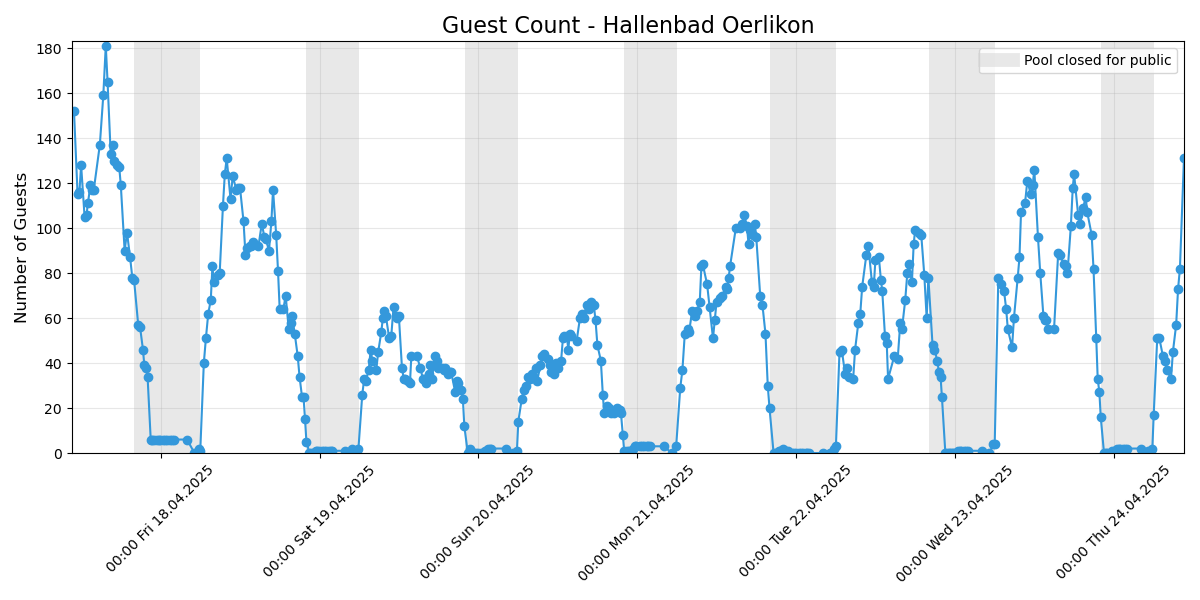 Guest Count - Hallenbad Oerlikon
Pool closed for public
Number of Guests
180
160
140
120
100
80
60
40
20
0
00:00 Fri 18.04.2025
00:00 Sat 19.04.2025
00:00 Sun 20.04.2025
00:00 Mon 21.04.2025
00:00 Tue 22.04.2025
00:00 Wed 23.04.2025
00:00 Thu 24.04.2025